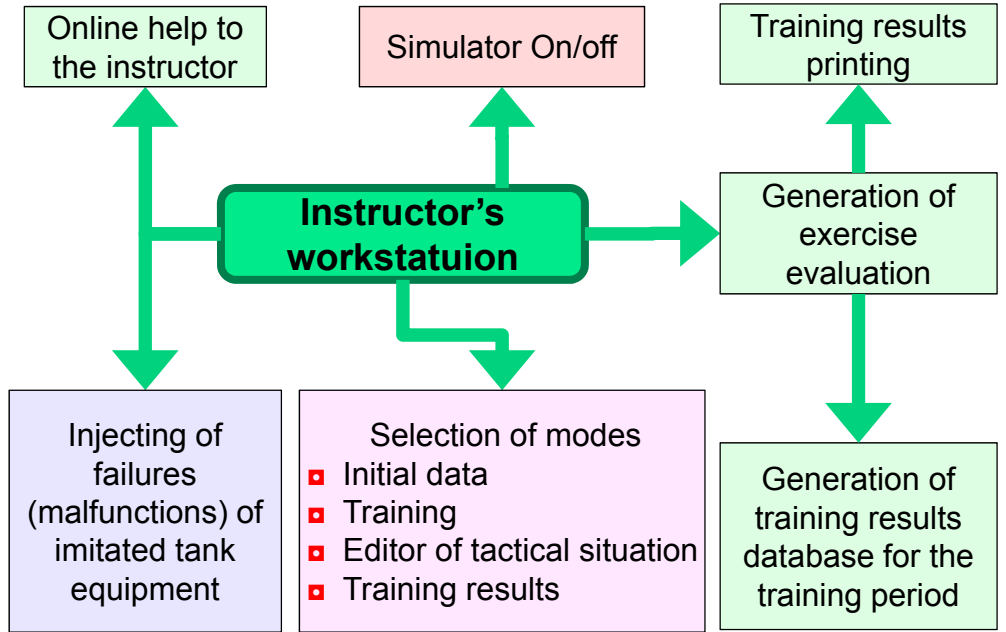 Online help to
the instructor
Simulator On/off
Training results
printing
Instructor’s
workstatuion
Generation of
exercise
evaluation
Injecting of
failures
(malfunctions) of
imitated tank
equipment
Selection of modes
Initial data
Training
Editor of tactical situation
Training results
Generation of
training results
database for the
training period